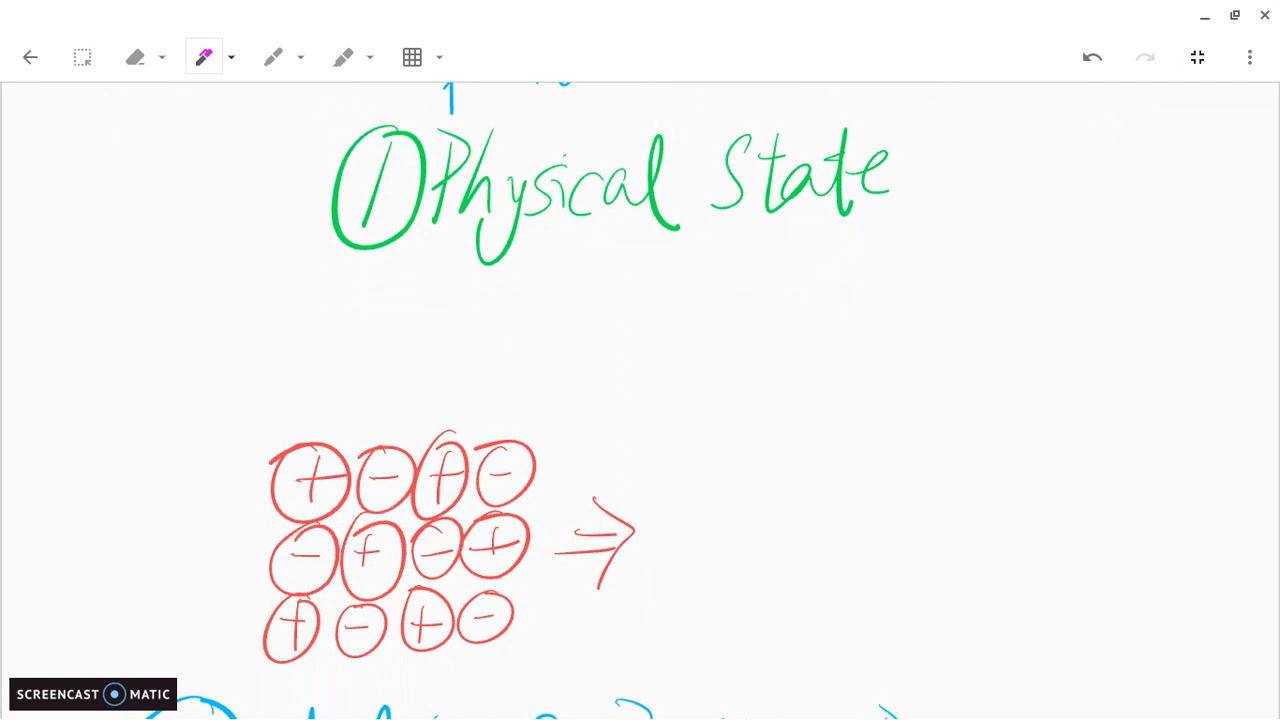 ① Physical State
+ - + -
- + - + ⇒
+ - + -
SCREENCAST MATIC